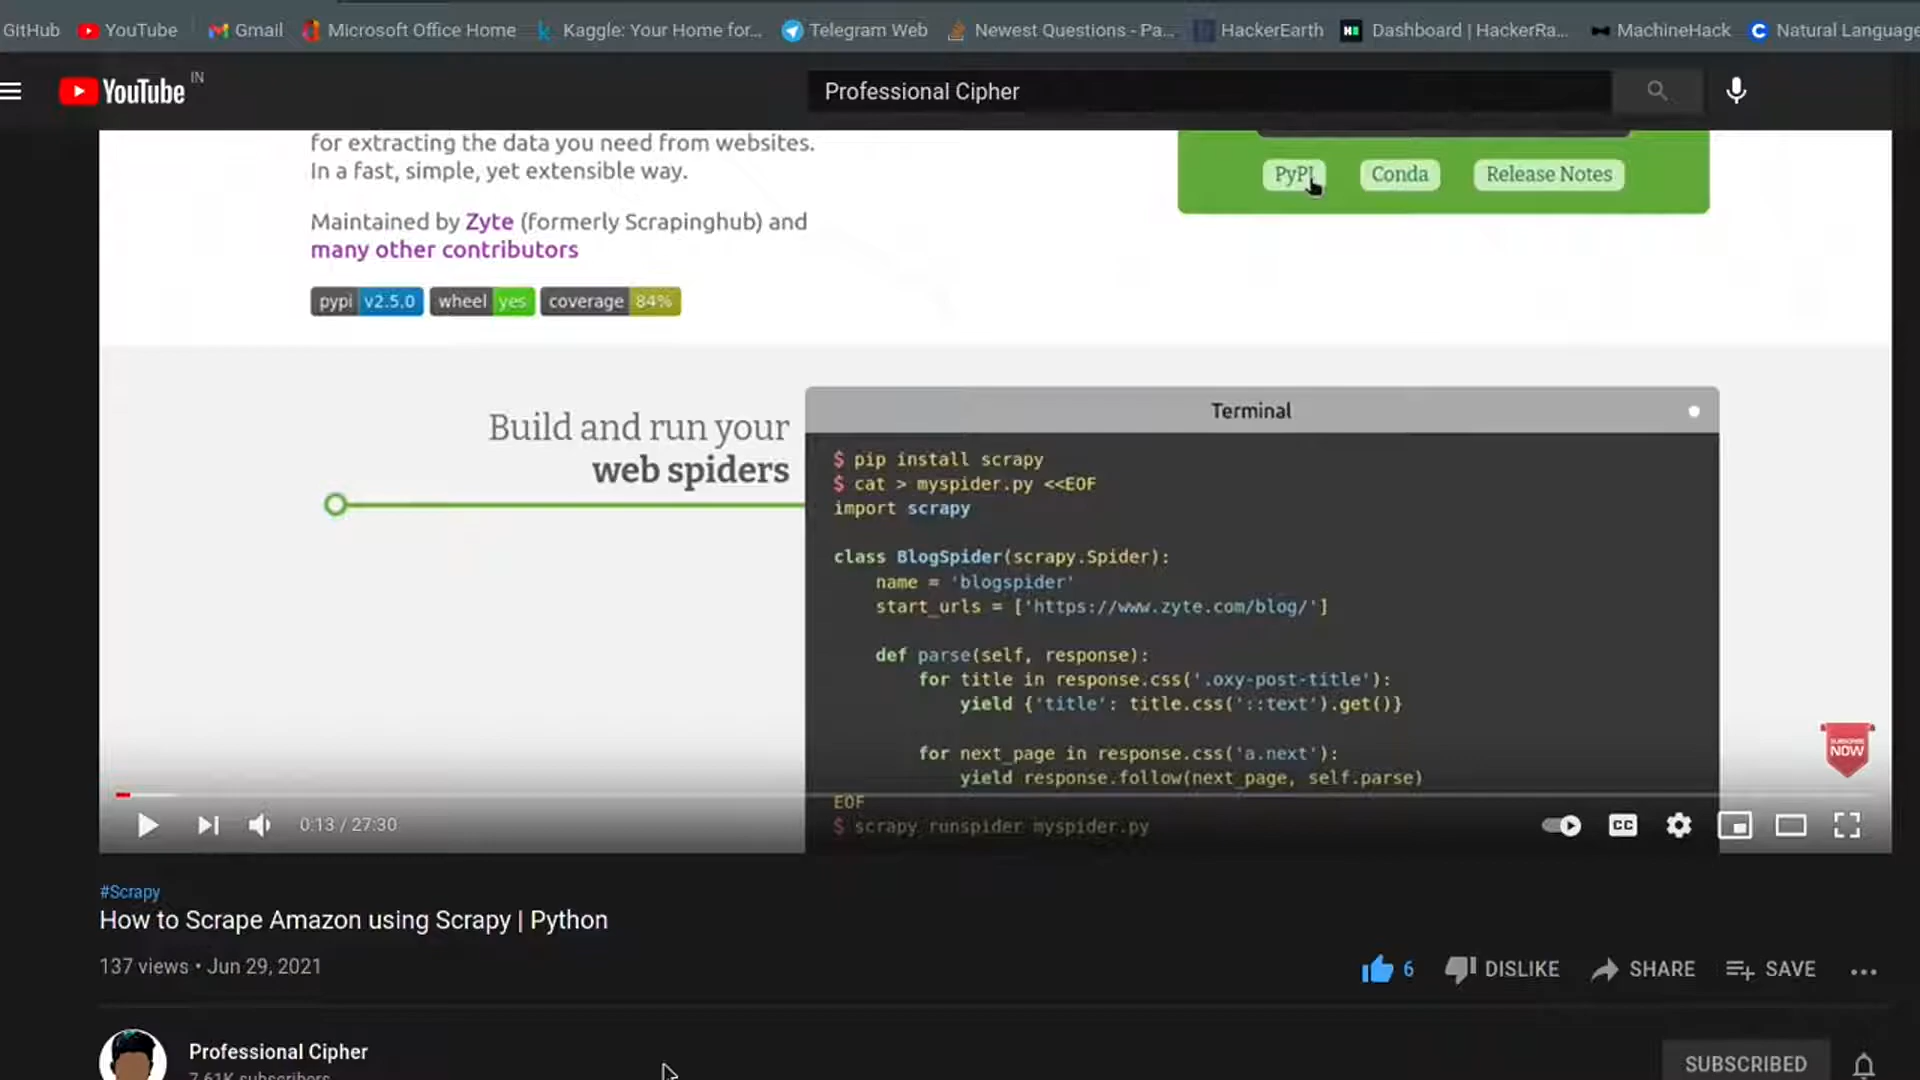 GitHub YouTube Gmail Microsoft Office Home Kaggle: Your Home for... Telegram Web Newest Questions - Pa... HackerEarth Dashboard | HackerRa... MachineHack Natural Language
YouTube IN
Professional Cipher
for extracting the data you need from websites.
In a fast, simple, yet extensible way.
Maintained by Zyte (formerly Scrapinghub) and
many other contributors
pypi v2.5.0 wheel yes coverage 84%
PyPI Conda Release Notes
Build and run your
web spiders
Terminal
$ pip install scrapy
$ cat > myspider.py <<EOF
import scrapy
class BlogSpider(scrapy.Spider):
name = 'blogspider'
start_urls = ['https://www.zyte.com/blog/']
def parse(self, response):
for title in response.css('.oxy-post-title'):
yield {'title': title.css('::text').get()}
for next_page in response.css('a.next'):
yield response.follow(next_page, self.parse)
EOF
$ scrapy runspider myspider.py
SUBSCRIBE
NOW
0:13 / 27:30
CC
#Scrapy
How to Scrape Amazon using Scrapy | Python
137 views • Jun 29, 2021
6 DISLIKE SHARE SAVE ...
Professional Cipher
7.61K subscribers
SUBSCRIBED